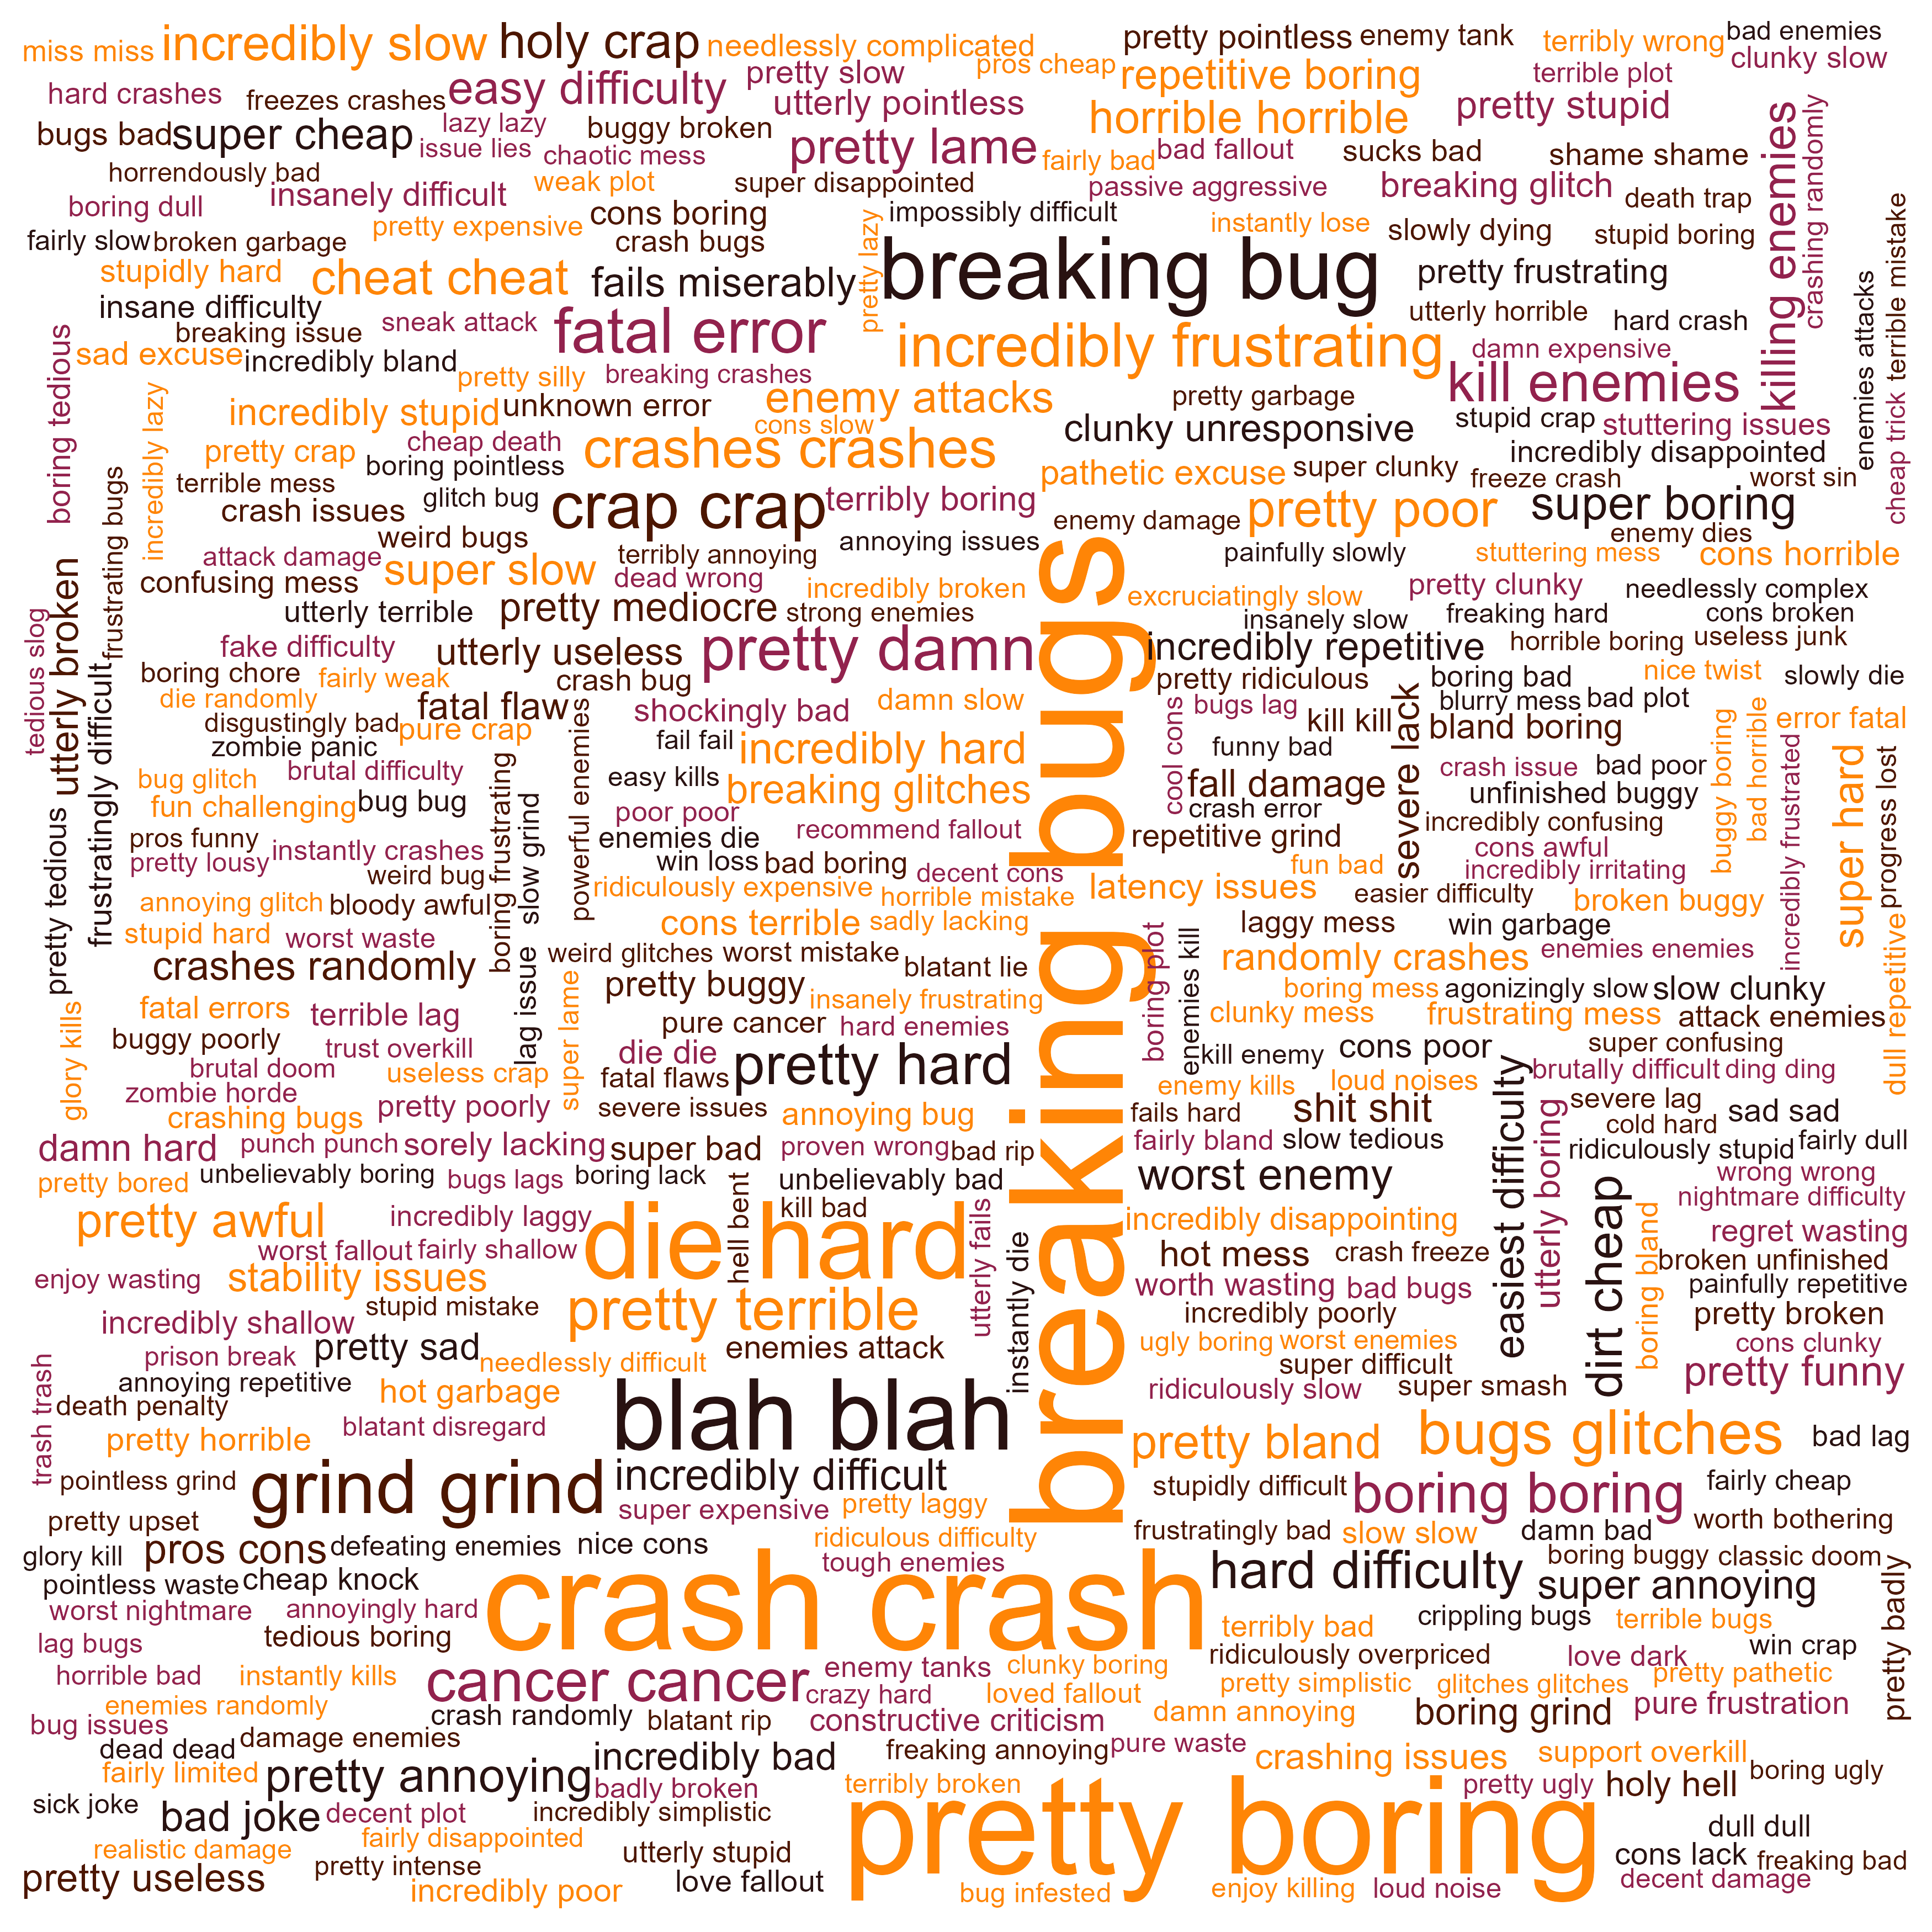 miss miss
incredibly slow
holy crap
needlessly complicated
pretty pointless
enemy tank
terribly wrong
bad enemies
clunky slow
hard crashes
freezes crashes
easy difficulty
pretty slow
pros cheap
repetitive boring
terrible plot
utterly pointless
horrible horrible
pretty stupid
bugs bad
super cheap
lazy lazy
buggy broken
issue lies
chaotic mess
pretty lame
fairly bad
bad fallout
sucks bad
shame shame
killing enemies
crashing randomly
horrendously bad
insanely difficult
weak plot
super disappointed
passive aggressive
breaking glitch
death trap
boring dull
pretty expensive
cons boring
impossibly difficult
instantly lose
slowly dying
stupid boring
fairly slow
broken garbage
crash bugs
pretty lazy
breaking bug
stupidly hard
cheat cheat
fails miserably
pretty frustrating
cheap trick
terrible mistake
enemies attacks
insane difficulty
sneak attack
fatal error
utterly horrible
hard crash
breaking issue
incredibly frustrating
damn expensive
boring tedious
sad excuse
incredibly bland
pretty silly
breaking crashes
enemy attacks
pretty garbage
kill enemies
incredibly lazy
incredibly stupid
unknown error
cons slow
clunky unresponsive
stupid crap
stuttering issues
pretty crap
cheap death
crashes crashes
incredibly disappointed
boring pointless
pathetic excuse
super clunky
freeze crash
worst sin
terrible mess
glitch bug
crap crap
terribly boring
pretty poor
super boring
crash issues
frustrating bugs
weird bugs
annoying issues
enemy damage
enemy dies
attack damage
terribly annoying
painfully slowly
stuttering mess
cons horrible
confusing mess
super slow
dead wrong
incredibly broken
excruciatingly slow
pretty clunky
needlessly complex
utterly broken
utterly terrible
pretty mediocre
strong enemies
insanely slow
freaking hard
cons broken
tedious slog
fake difficulty
utterly useless
pretty damn
breaking bugs
incredibly repetitive
horrible boring
useless junk
boring chore
fairly weak
crash bug
pretty ridiculous
boring bad
nice twist
slowly die
frustratingly difficult
die randomly
fatal flaw
shockingly bad
damn slow
bugs lag
kill kill
severe lack
blurry mess
bad plot
disgustingly bad
pure crap
powerful enemies
bland boring
error fatal
zombie panic
fail fail
incredibly hard
cool cons
funny bad
buggy boring
bad horrible
bug glitch
brutal difficulty
boring frustrating
easy kills
breaking glitches
fall damage
crash issue
bad poor
incredibly frustrated
super hard
progress lost
fun challenging
bug bug
slow grind
poor poor
crash error
unfinished buggy
pretty tedious
pros funny
enemies die
recommend fallout
repetitive grind
incredibly confusing
pretty lousy
instantly crashes
win loss
bad boring
decent cons
fun bad
cons awful
incredibly irritating
weird bug
ridiculously expensive
horrible mistake
latency issues
easier difficulty
broken buggy
annoying glitch
bloody awful
cons terrible
sadly lacking
laggy mess
win garbage
stupid hard
worst waste
weird glitches
worst mistake
blatant lie
boring plot
enemies kill
randomly crashes
enemies enemies
crashes randomly
lag issue
super lame
pretty buggy
insanely frustrating
boring mess
agonizingly slow
slow clunky
dull repetitive
glory kills
fatal errors
terrible lag
pure cancer
hard enemies
clunky mess
frustrating mess
attack enemies
buggy poorly
trust overkill
die die
pretty hard
kill enemy
cons poor
super confusing
brutal doom
useless crap
fatal flaws
enemy kills
loud noises
easiest difficulty
brutally difficult
ding ding
zombie horde
pretty poorly
severe issues
annoying bug
fails hard
shit shit
severe lag
sad sad
crashing bugs
cold hard
damn hard
punch punch
sorely lacking
super bad
proven wrong
bad rip
fairly bland
slow tedious
utterly boring
ridiculously stupid
fairly dull
pretty bored
unbelievably boring
bugs lags
boring lack
hell bent
unbelievably bad
worst enemy
dirt cheap
wrong wrong
nightmare difficulty
pretty awful
incredibly laggy
die hard
kill bad
utterly fails
instantly die
incredibly disappointing
boring bland
regret wasting
worst fallout
fairly shallow
hot mess
crash freeze
broken unfinished
enjoy wasting
stability issues
worth wasting
bad bugs
painfully repetitive
stupid mistake
pretty terrible
incredibly poorly
pretty broken
incredibly shallow
pretty sad
enemies attack
ugly boring
worst enemies
cons clunky
prison break
needlessly difficult
super difficult
pretty funny
trash trash
annoying repetitive
hot garbage
blah blah
ridiculously slow
super smash
death penalty
blatant disregard
pretty horrible
pretty bland
bugs glitches
bad lag
pointless grind
grind grind
incredibly difficult
stupidly difficult
boring boring
fairly cheap
super expensive
pretty laggy
pretty upset
frustratingly bad
slow slow
damn bad
worth bothering
glory kill
pros cons
defeating enemies
nice cons
ridiculous difficulty
tough enemies
hard difficulty
boring buggy
classic doom
pretty badly
pointless waste
cheap knock
crash crash
super annoying
worst nightmare
annoyingly hard
terribly bad
crippling bugs
terrible bugs
lag bugs
tedious boring
ridiculously overpriced
love dark
win crap
horrible bad
instantly kills
cancer cancer
enemy tanks
clunky boring
pretty simplistic
glitches glitches
pretty pathetic
enemies randomly
crazy hard
loved fallout
bug issues
crash randomly
blatant rip
constructive criticism
damn annoying
boring grind
pure frustration
dead dead
damage enemies
incredibly bad
freaking annoying
pure waste
crashing issues
support overkill
fairly limited
pretty annoying
badly broken
terribly broken
pretty ugly
holy hell
boring ugly
sick joke
bad joke
decent plot
incredibly simplistic
pretty boring
dull dull
realistic damage
fairly disappointed
utterly stupid
cons lack
freaking bad
pretty useless
pretty intense
incredibly poor
love fallout
bug infested
enjoy killing
loud noise
decent damage